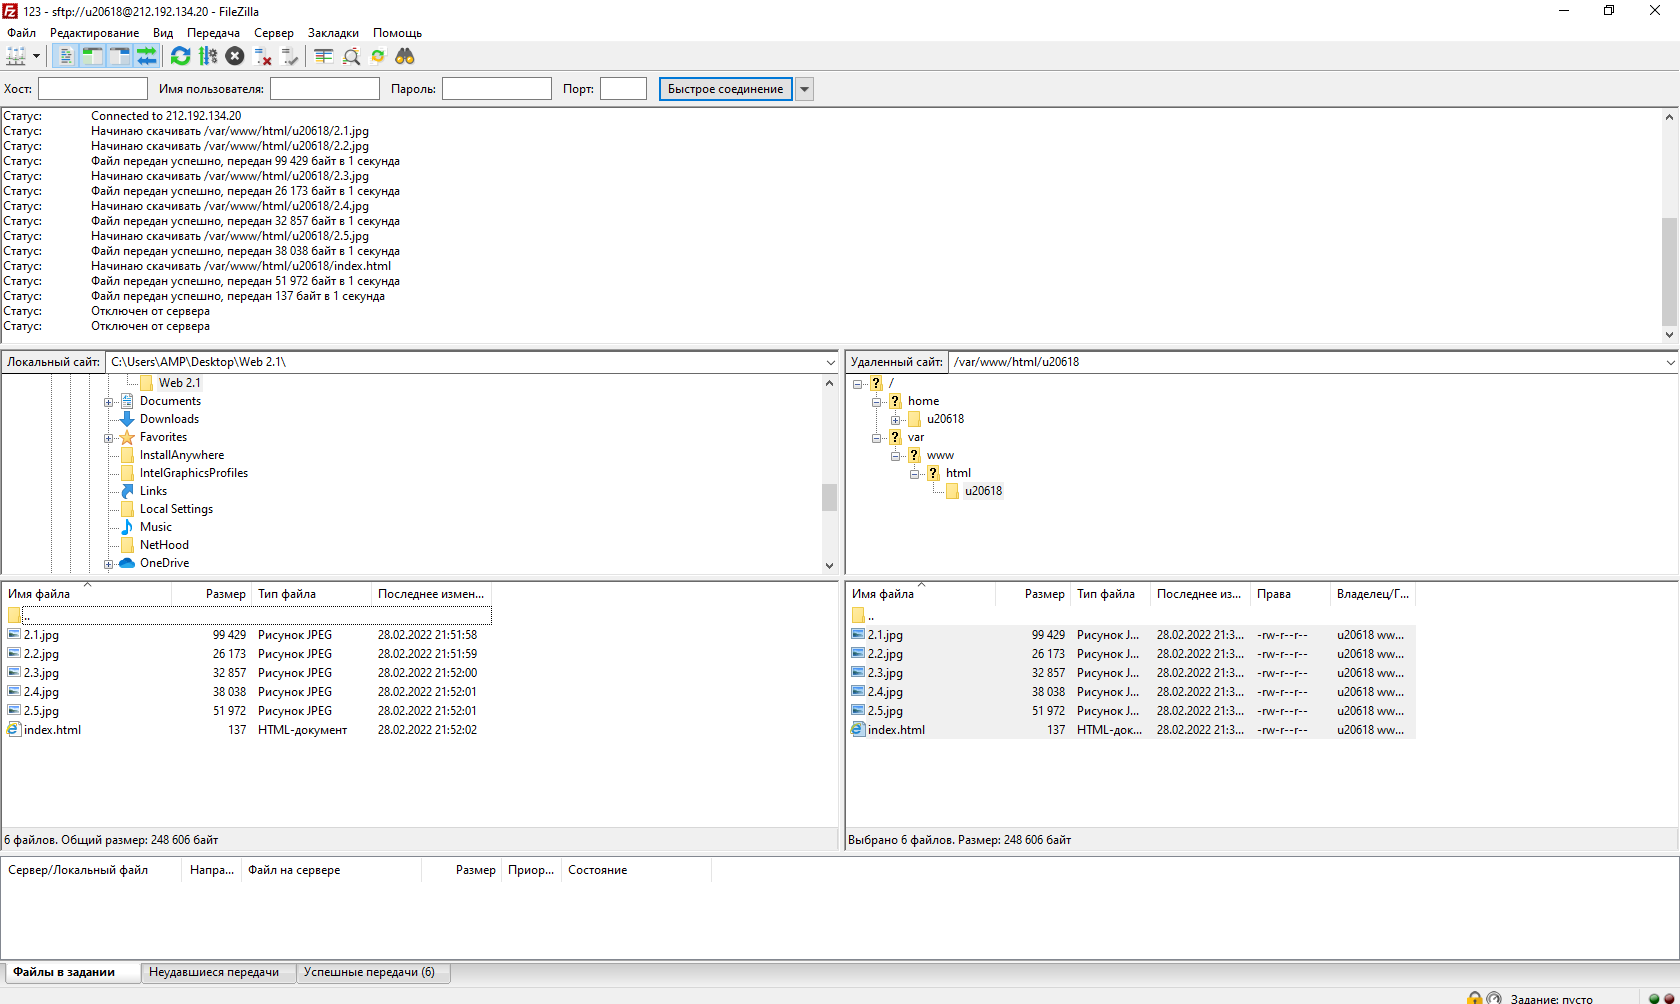 123 - sftp://u20618@212.192.134.20 - FileZilla
Файл Редактирование Вид Передача Сервер Закладки Помощь
Хост: Имя пользователя: Пароль: Порт: Быстрое соединение
Статус: Connected to 212.192.134.20
Статус: Начинаю скачивать /var/www/html/u20618/2.1.jpg
Статус: Начинаю скачивать /var/www/html/u20618/2.2.jpg
Статус: Файл передан успешно, передан 99 429 байт в 1 секунда
Статус: Начинаю скачивать /var/www/html/u20618/2.3.jpg
Статус: Файл передан успешно, передан 26 173 байт в 1 секунда
Статус: Начинаю скачивать /var/www/html/u20618/2.4.jpg
Статус: Файл передан успешно, передан 32 857 байт в 1 секунда
Статус: Начинаю скачивать /var/www/html/u20618/2.5.jpg
Статус: Файл передан успешно, передан 38 038 байт в 1 секунда
Статус: Начинаю скачивать /var/www/html/u20618/index.html
Статус: Файл передан успешно, передан 51 972 байт в 1 секунда
Статус: Файл передан успешно, передан 137 байт в 1 секунда
Статус: Отключен от сервера
Статус: Отключен от сервера
Локальный сайт: C:\Users\AMP\Desktop\Web 2.1\
Web 2.1
Documents
Downloads
Favorites
InstallAnywhere
IntelGraphicsProfiles
Links
Local Settings
Music
NetHood
OneDrive
Имя файла Размер Тип файла Последнее измен...
..
2.1.jpg 99 429 Рисунок JPEG 28.02.2022 21:51:58
2.2.jpg 26 173 Рисунок JPEG 28.02.2022 21:51:59
2.3.jpg 32 857 Рисунок JPEG 28.02.2022 21:52:00
2.4.jpg 38 038 Рисунок JPEG 28.02.2022 21:52:01
2.5.jpg 51 972 Рисунок JPEG 28.02.2022 21:52:01
index.html 137 HTML-документ 28.02.2022 21:52:02
6 файлов. Общий размер: 248 606 байт
Удаленный сайт: /var/www/html/u20618
/
home
u20618
var
www
html
u20618
Имя файла Размер Тип файла Последнее из... Права Владелец/Г...
..
2.1.jpg 99 429 Рисунок J... 28.02.2022 21:3... -rw-r--r-- u20618 ww...
2.2.jpg 26 173 Рисунок J... 28.02.2022 21:3... -rw-r--r-- u20618 ww...
2.3.jpg 32 857 Рисунок J... 28.02.2022 21:3... -rw-r--r-- u20618 ww...
2.4.jpg 38 038 Рисунок J... 28.02.2022 21:3... -rw-r--r-- u20618 ww...
2.5.jpg 51 972 Рисунок J... 28.02.2022 21:3... -rw-r--r-- u20618 ww...
index.html 137 HTML-док... 28.02.2022 21:3... -rw-r--r-- u20618 ww...
Выбрано 6 файлов. Размер: 248 606 байт
Сервер/Локальный файл Напра... Файл на сервере Размер Приор... Состояние
Файлы в задании Неудавшиеся передачи Успешные передачи (6)
Задание: пусто